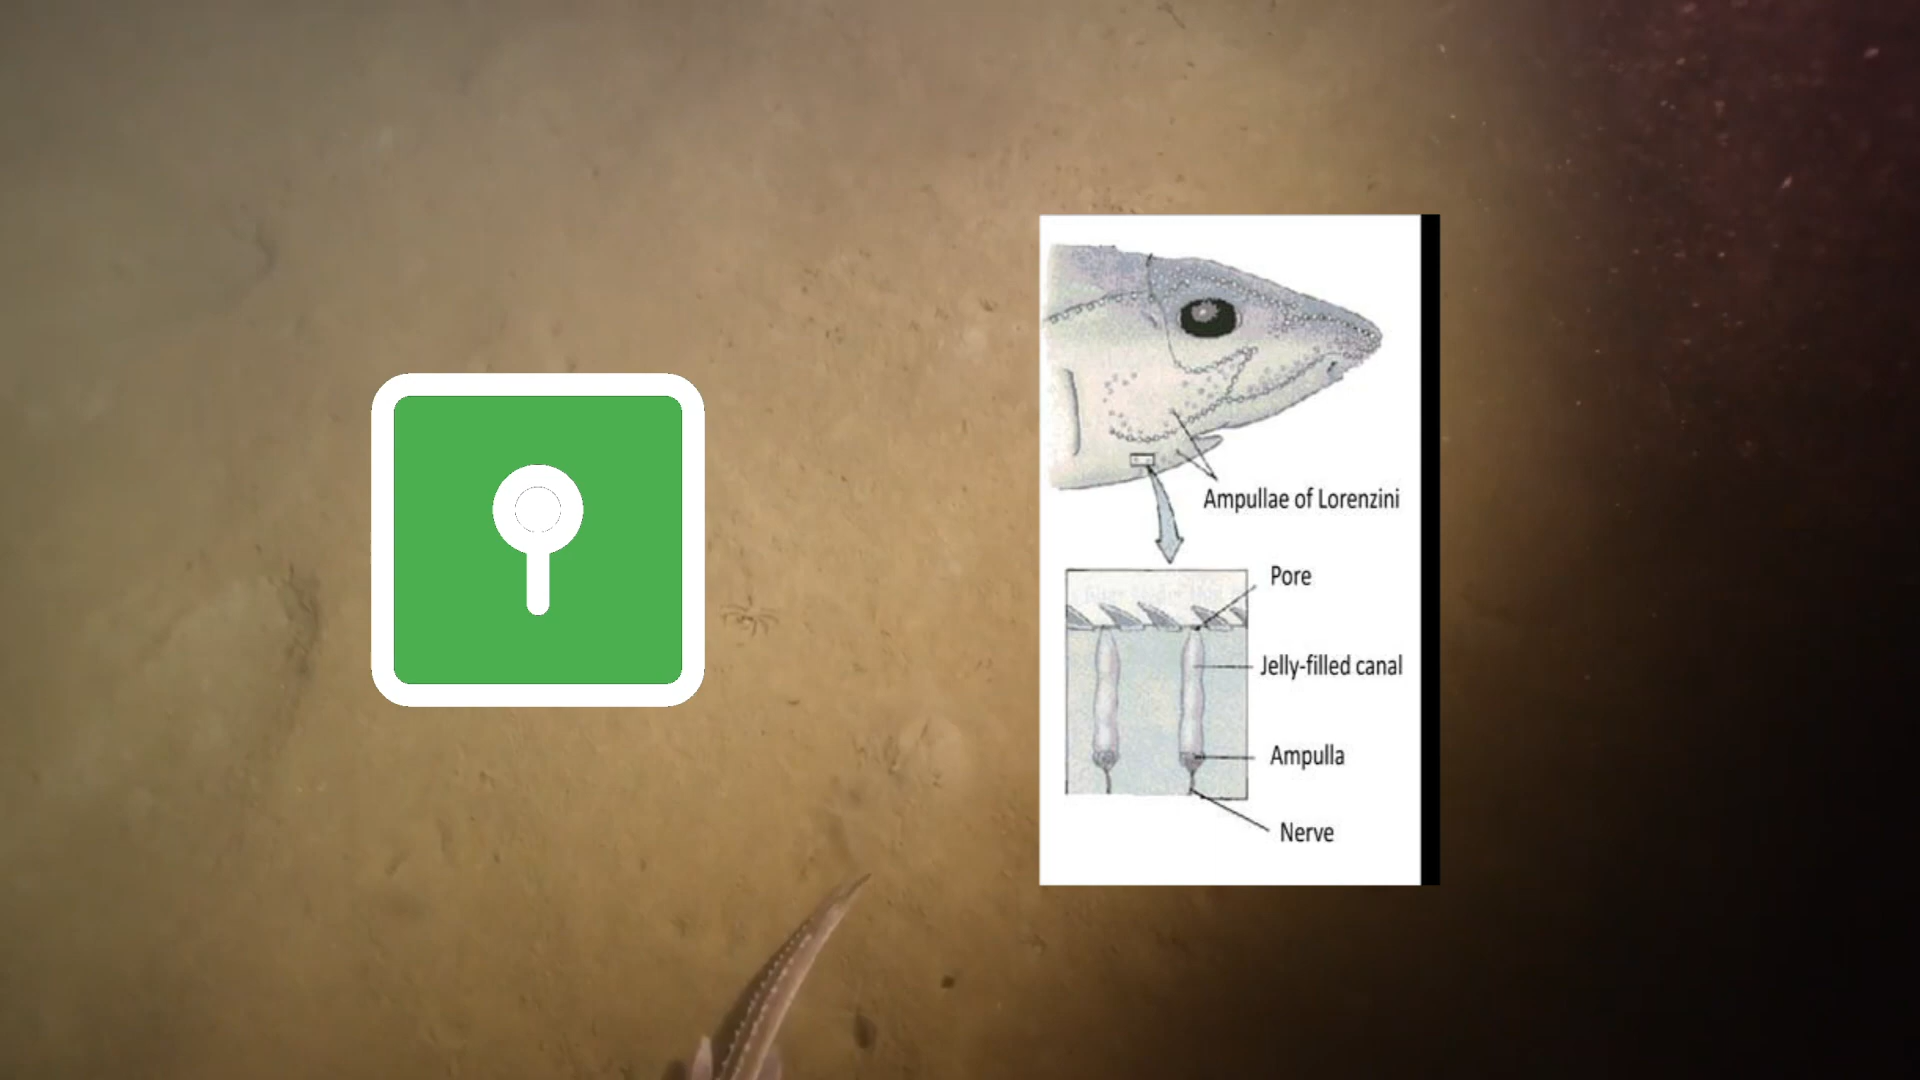 Ampullae of Lorenzini
Pore
Jelly-filled canal
Ampulla
Nerve